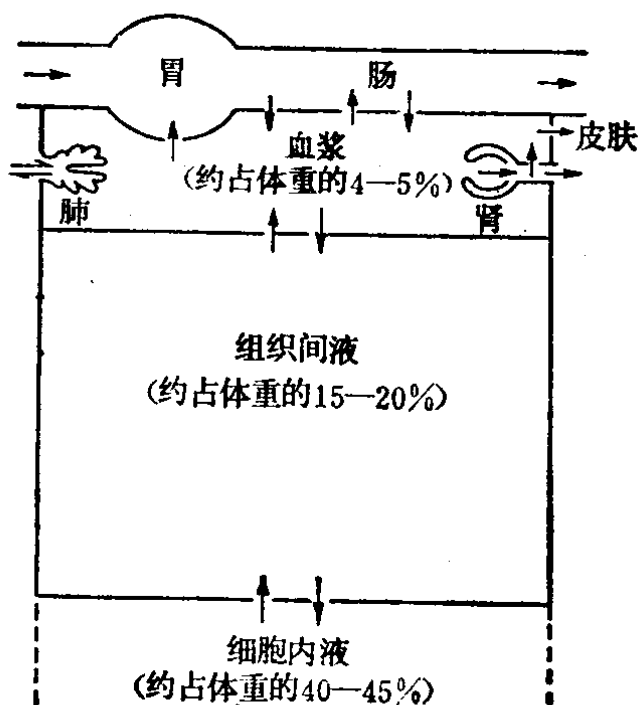 胃
肠
血浆
(约占体重的4—5%)
皮肤
肺
肾
组织间液
(约占体重的15—20%)
细胞内液
(约占体重的40—45%)